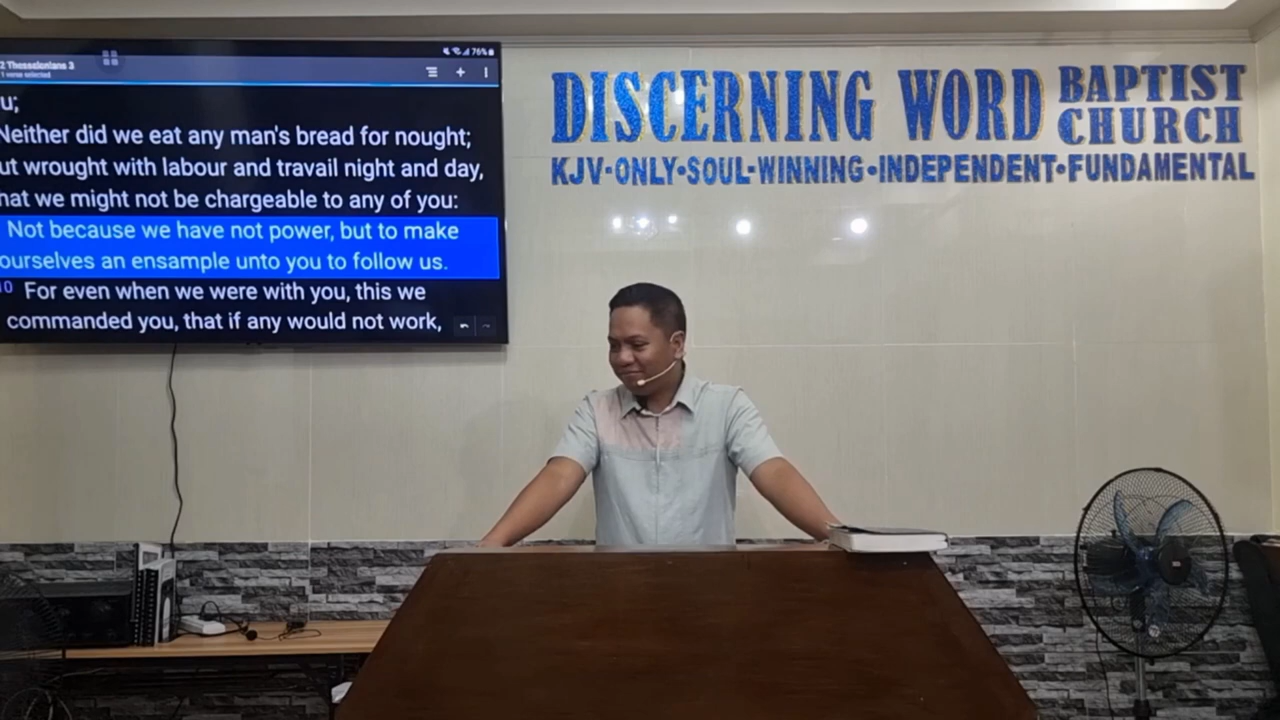 76%
2 Thessalonians 3
1 verse selected
u;
Neither did we eat any man's bread for nought;
ut wrought with labour and travail night and day,
hat we might not be chargeable to any of you:
Not because we have not power, but to make
ourselves an ensample unto you to follow us.
10 For even when we were with you, this we
commanded you, that if any would not work,
DISCERNING WORD BAPTIST CHURCH
KJV-ONLY•SOUL-WINNING•INDEPENDENT•FUNDAMENTAL